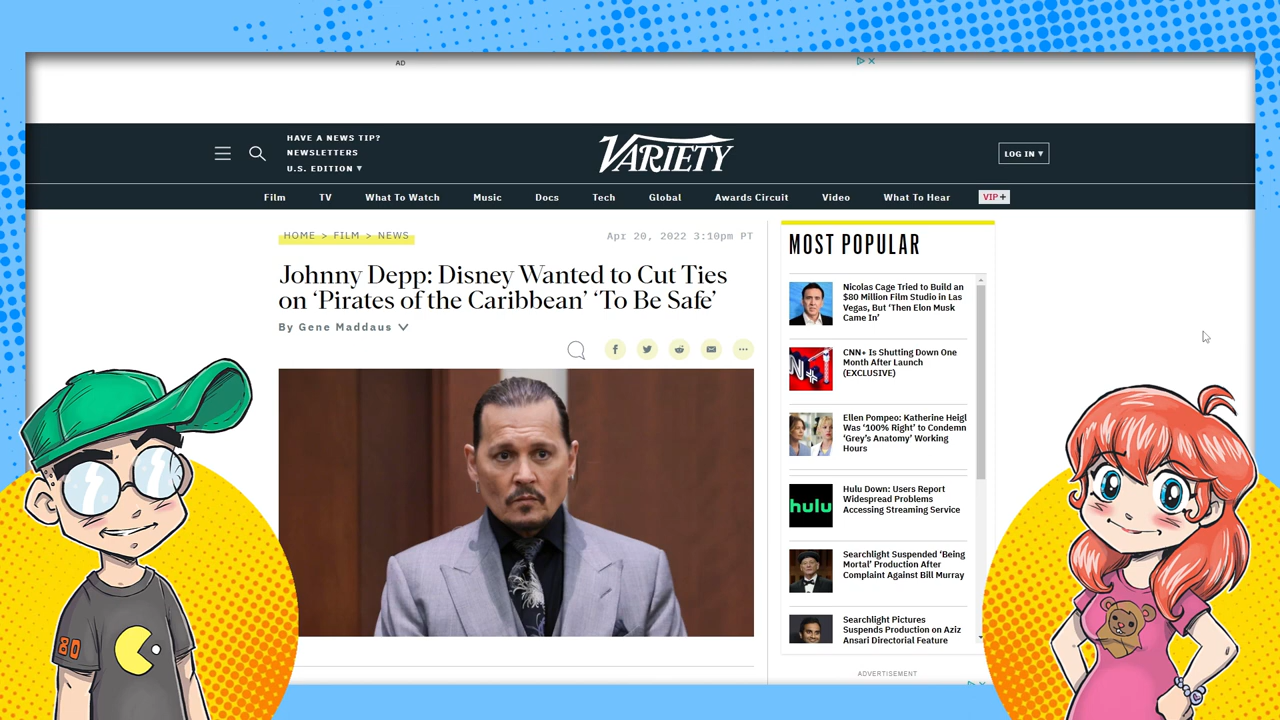 AD
HAVE A NEWS TIP?
NEWSLETTERS
U.S. EDITION ▾
VARIETY
LOG IN ▾
Film TV What To Watch Music Docs Tech Global Awards Circuit Video What To Hear VIP+
HOME > FILM > NEWS
Apr 20, 2022 3:10pm PT
Johnny Depp: Disney Wanted to Cut Ties
on ‘Pirates of the Caribbean’ ‘To Be Safe’
By Gene Maddaus
MOST POPULAR
Nicolas Cage Tried to Build an
$80 Million Film Studio in Las
Vegas, But ‘Then Elon Musk
Came In’
CNN+ Is Shutting Down One
Month After Launch
(EXCLUSIVE)
N+
Ellen Pompeo: Katherine Heigl
Was ‘100% Right’ to Condemn
‘Grey’s Anatomy’ Working
Hours
hulu
Hulu Down: Users Report
Widespread Problems
Accessing Streaming Service
Searchlight Suspended ‘Being
Mortal’ Production After
Complaint Against Bill Murray
Searchlight Pictures
Suspends Production on Aziz
Ansari Directorial Feature
ADVERTISEMENT
80